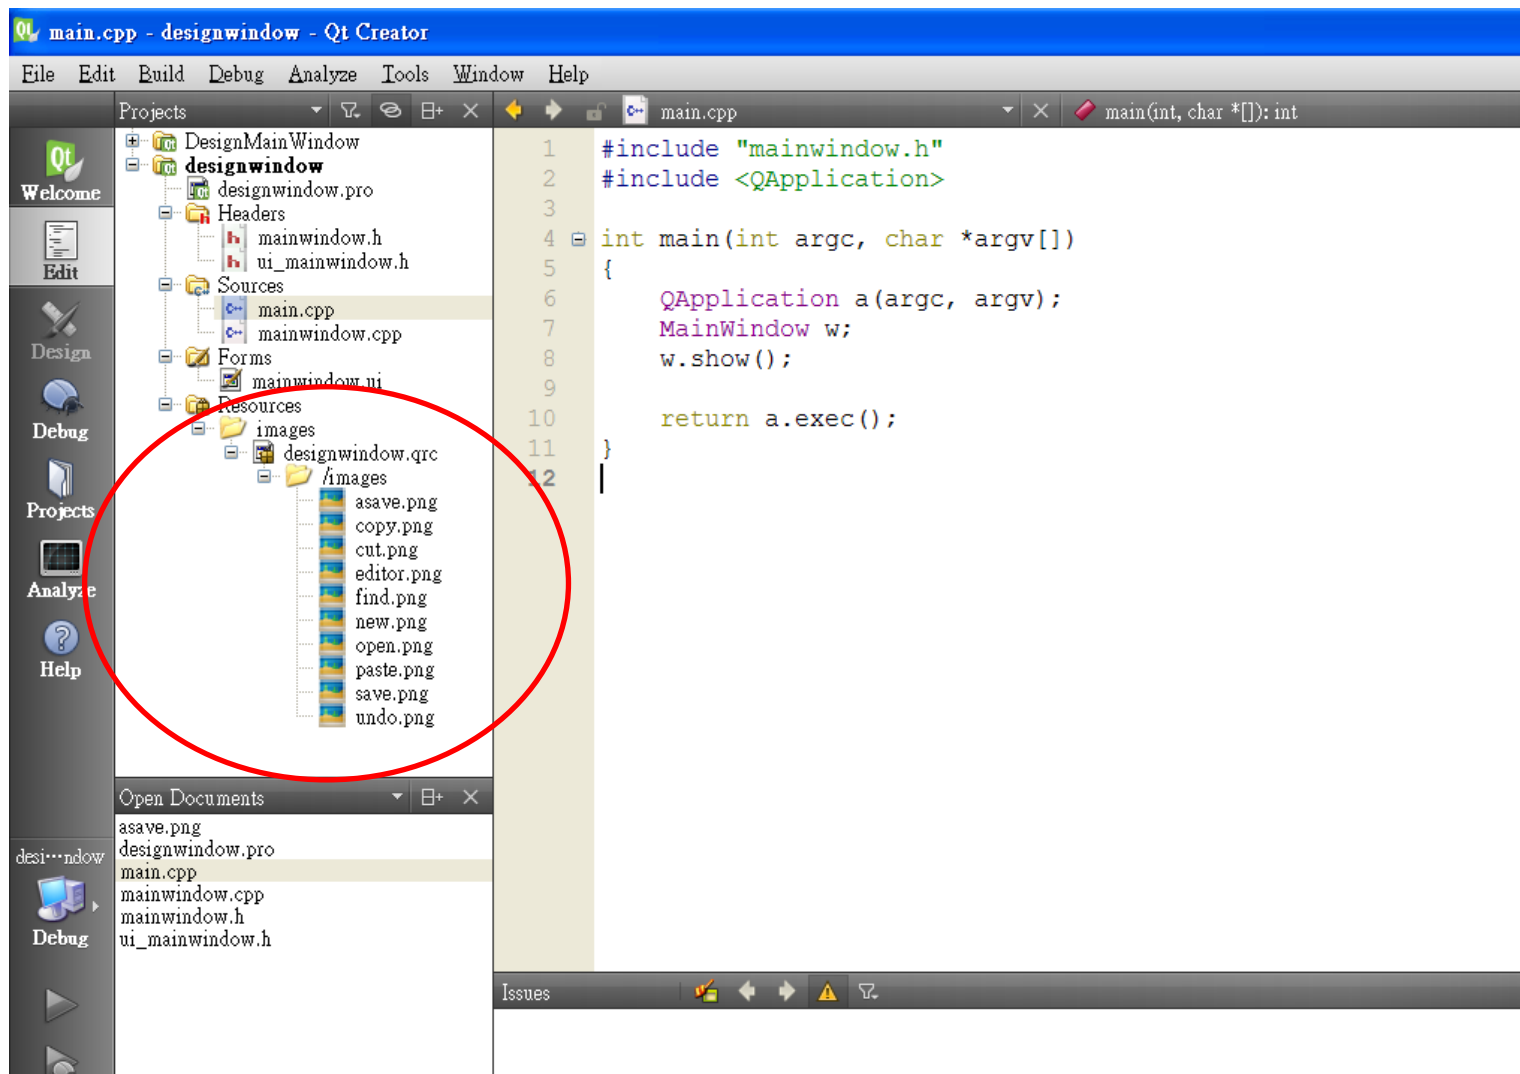 main.cpp - designwindow - Qt Creator
File Edit Build Debug Analyze Tools Window Help
Projects
main.cpp
main(int, char *[]): int
Welcome
Edit
Design
Debug
Projects
Analyze
Help
desi···ndow
Debug
DesignMainWindow
designwindow
designwindow.pro
Headers
mainwindow.h
ui_mainwindow.h
Sources
main.cpp
mainwindow.cpp
Forms
mainwindow.ui
Resources
images
designwindow.qrc
/images
asave.png
copy.png
cut.png
editor.png
find.png
new.png
open.png
paste.png
save.png
undo.png
Open Documents
asave.png
designwindow.pro
main.cpp
mainwindow.cpp
mainwindow.h
ui_mainwindow.h
1 #include "mainwindow.h"
2 #include <QApplication>
3
4 int main(int argc, char *argv[])
5 {
6 QApplication a(argc, argv);
7 MainWindow w;
8 w.show();
9
10 return a.exec();
11 }
12
Issues